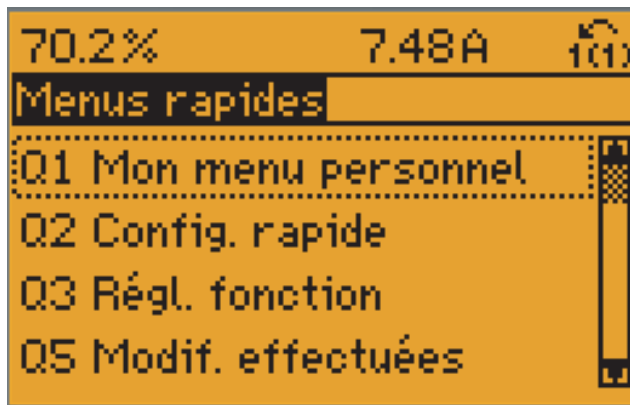 70.2% 7.48A 1(1)
Menus rapides
Q1 Mon menu personnel
Q2 Config. rapide
Q3 Régl. fonction
Q5 Modif. effectuées